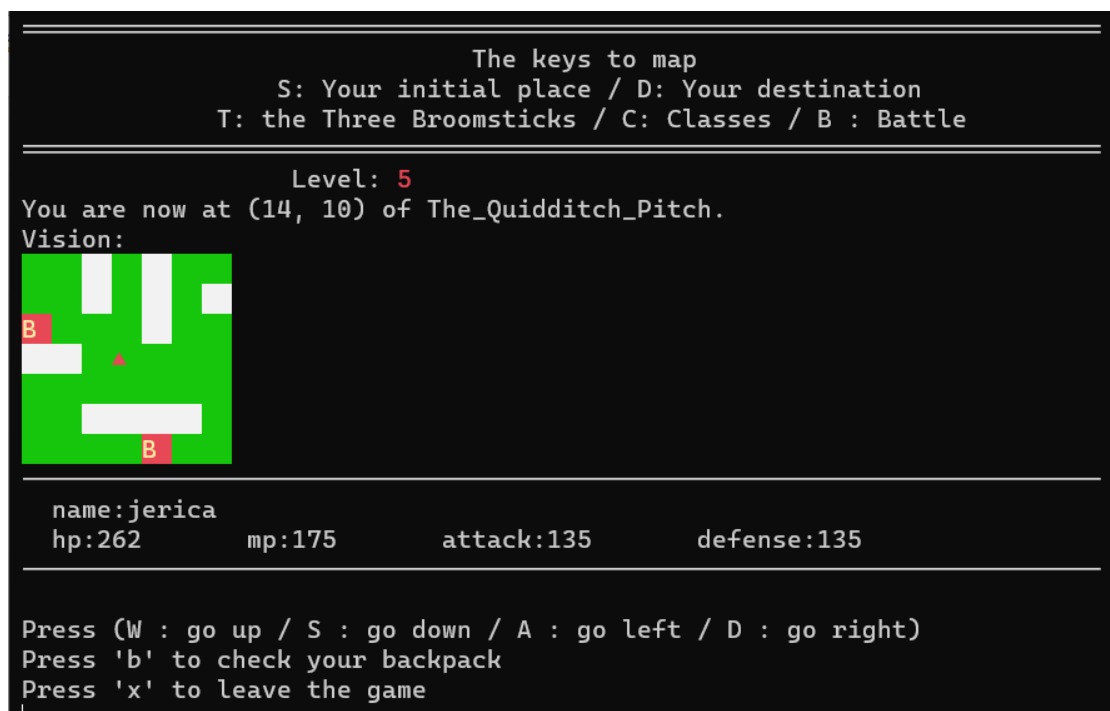 The keys to map
S: Your initial place / D: Your destination
T: the Three Broomsticks / C: Classes / B : Battle
Level: 5
You are now at (14, 10) of The_Quidditch_Pitch.
Vision:
B
B
name:jerica
hp:262 mp:175 attack:135 defense:135
Press (W : go up / S : go down / A : go left / D : go right)
Press 'b' to check your backpack
Press 'x' to leave the game